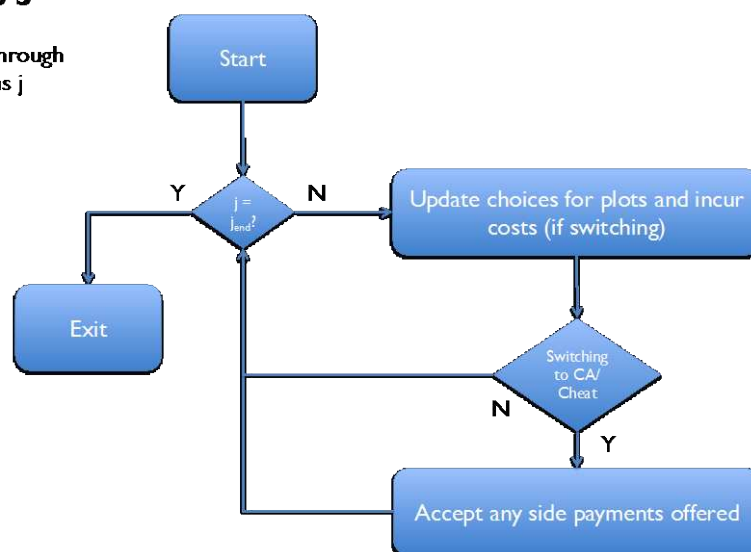 hrough
s j
Start
Y
N
j =
jend?
Update choices for plots and incur
costs (if switching)
Exit
Switching
to CA/
Cheat
N
Y
Accept any side payments offered